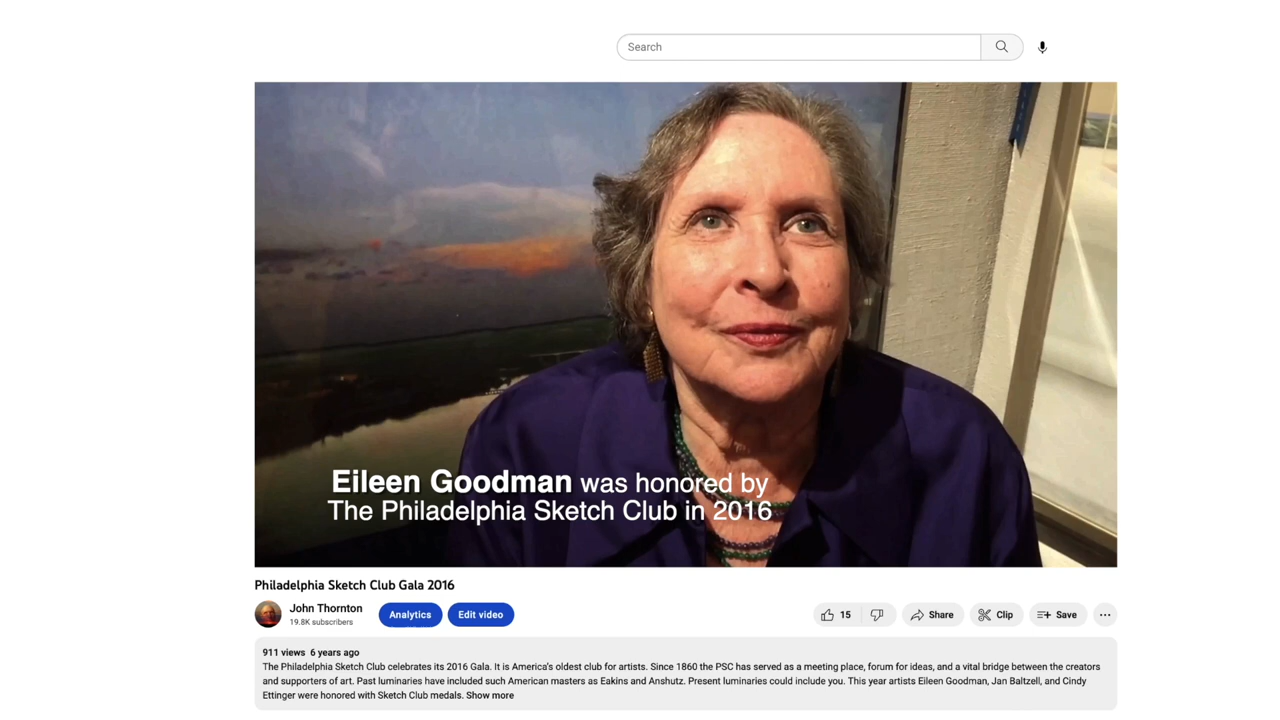 Search
Eileen Goodman was honored by
The Philadelphia Sketch Club in 2016
Philadelphia Sketch Club Gala 2016
John Thornton
19.8K subscribers
Analytics
Edit video
15
Share
Clip
Save
911 views 6 years ago
The Philadelphia Sketch Club celebrates its 2016 Gala. It is America's oldest club for artists. Since 1860 the PSC has served as a meeting place, forum for ideas, and a vital bridge between the creators
and supporters of art. Past luminaries have included such American masters as Eakins and Anshutz. Present luminaries could include you. This year artists Eileen Goodman, Jan Baltzell, and Cindy
Ettinger were honored with Sketch Club medals. Show more